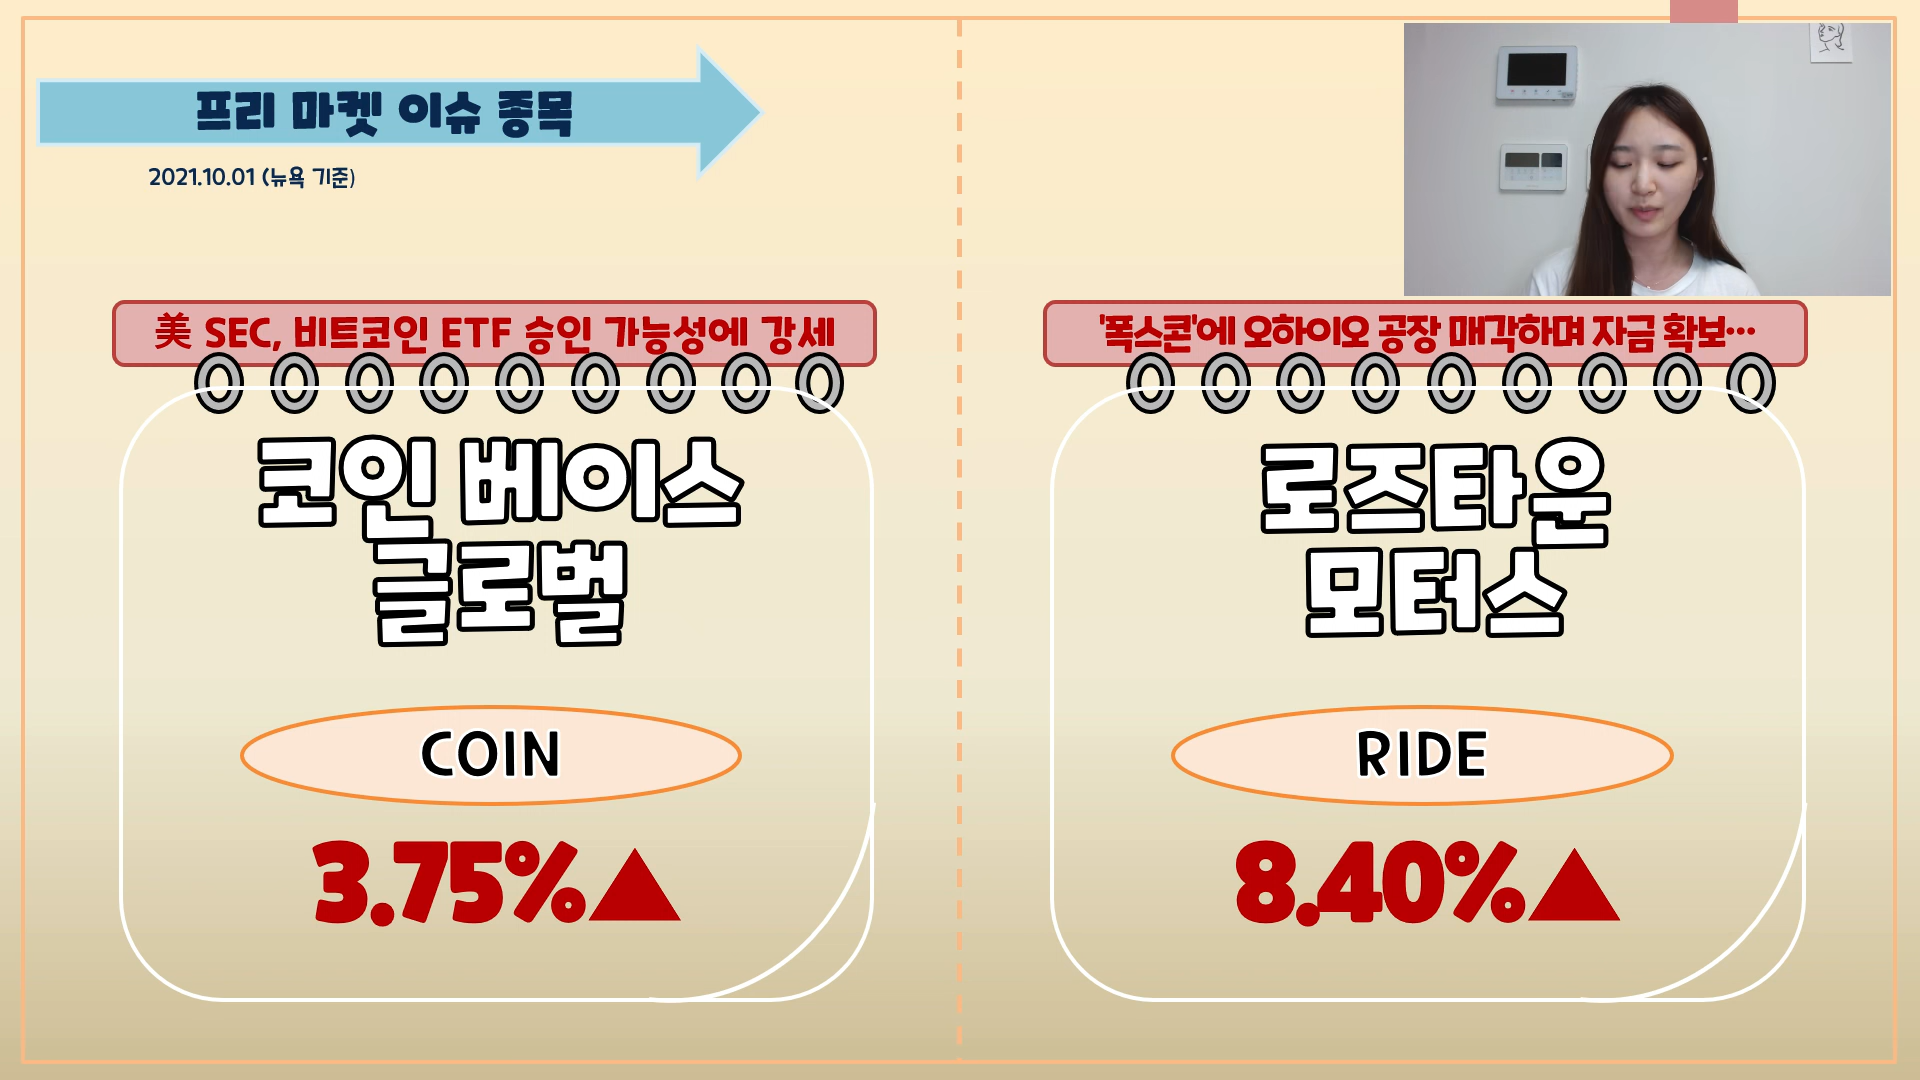 프리 마켓 이슈 종목
2021.10.01 (뉴욕 기준)
美 SEC, 비트코인 ETF 승인 가능성에 강세
코인 베이스
글로벌
COIN
3.75%▲
'폭스콘'에 오하이오 공장 매각하며 자금 확보…
로즈타운
모터스
RIDE
8.40%▲